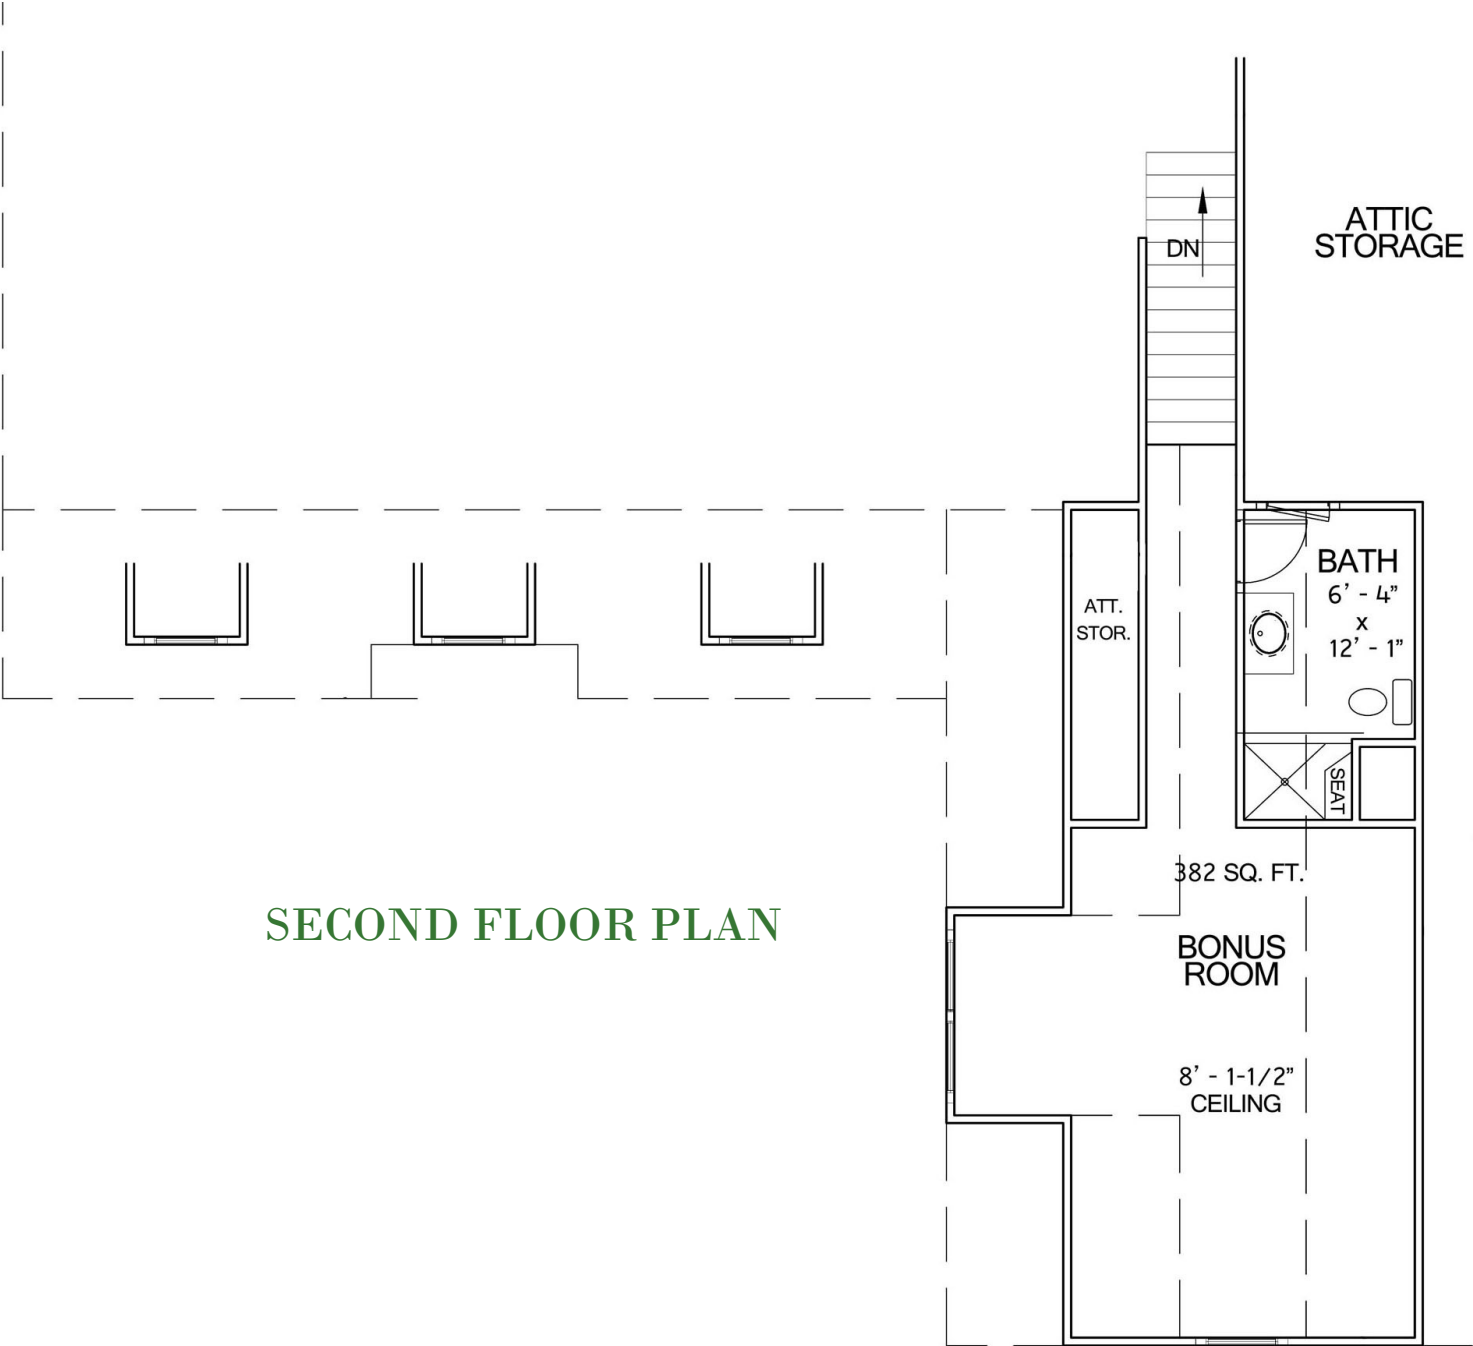 ATTIC
STORAGE
DN
BATH
6’ - 4”
x
12’ - 1”
ATT.
STOR.
SEAT
382 SQ. FT.
SECOND FLOOR PLAN
BONUS
ROOM
8’ - 1-1/2”
CEILING